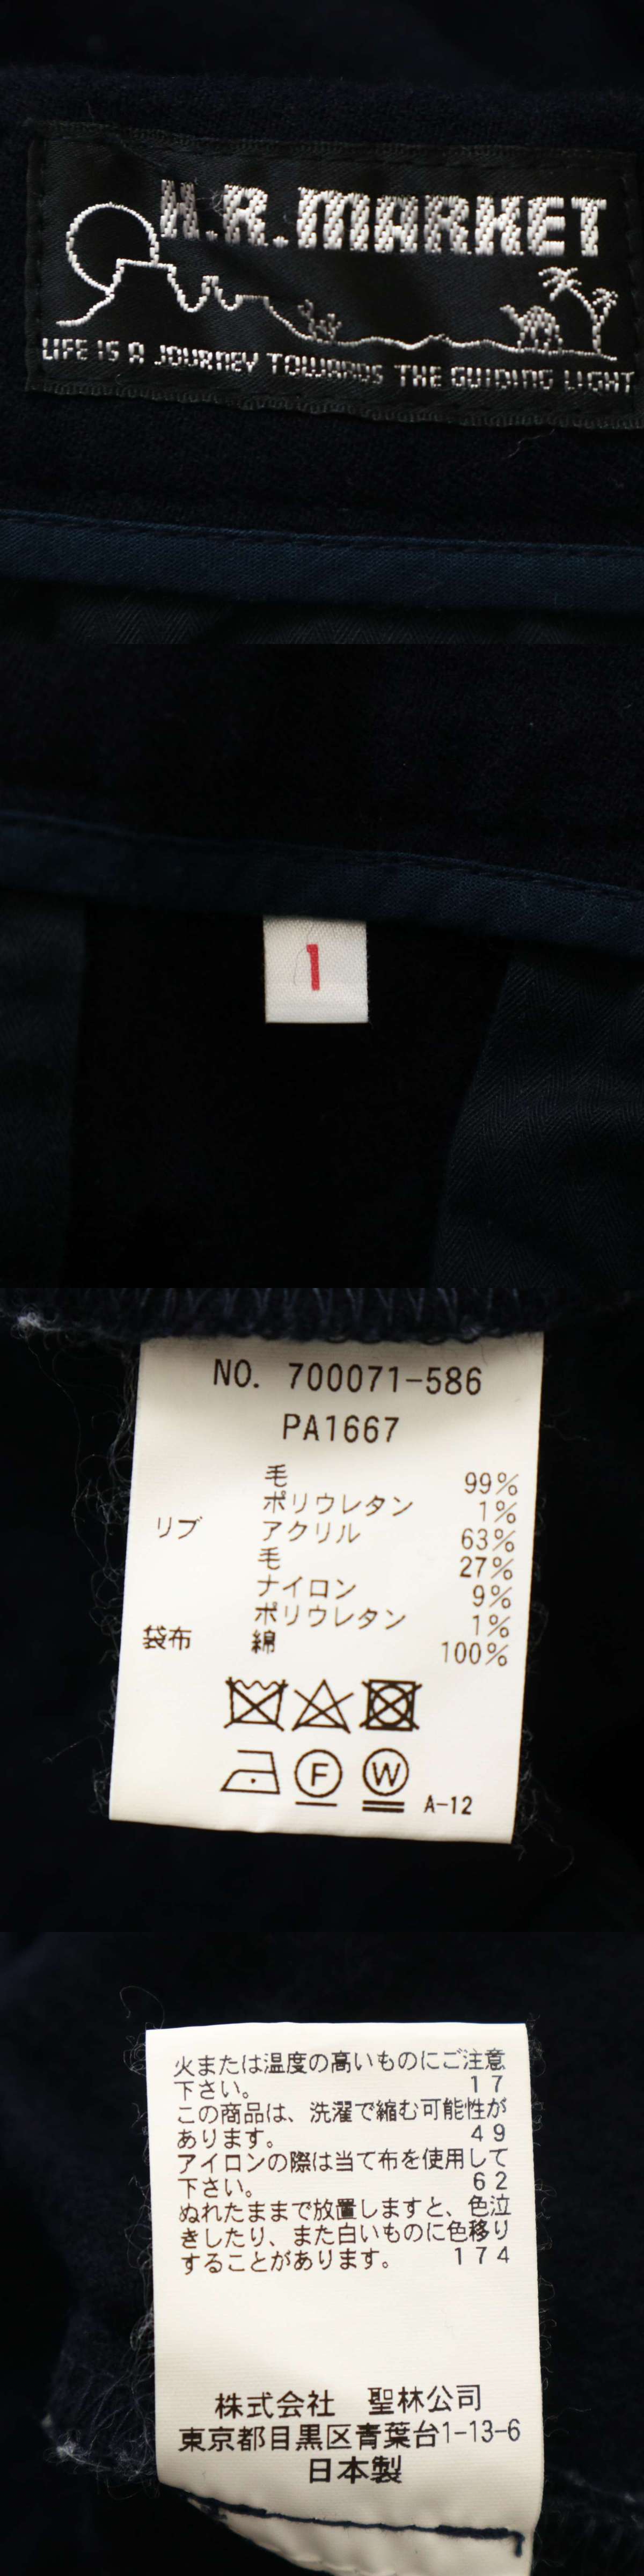 H.R.MARKET
LIFE IS A JOURNEY TOWARDS THE GUIDING LIGHT
1
NO. 700071-586
PA1667
毛 99%
ポリウレタン 1%
リブ アクリル 63%
毛 27%
ナイロン 9%
ポリウレタン 1%
袋布 綿 100%
F W A-12
火または温度の高いものにご注意
下さい。 17
この商品は、洗濯で縮む可能性が
あります。 49
アイロンの際は当て布を使用して
下さい。 62
ぬれたままで放置しますと、色泣
きしたり、また白いものに色移り
することがあります。 174
株式会社 聖林公司
東京都目黒区青葉台1-13-6
日本製